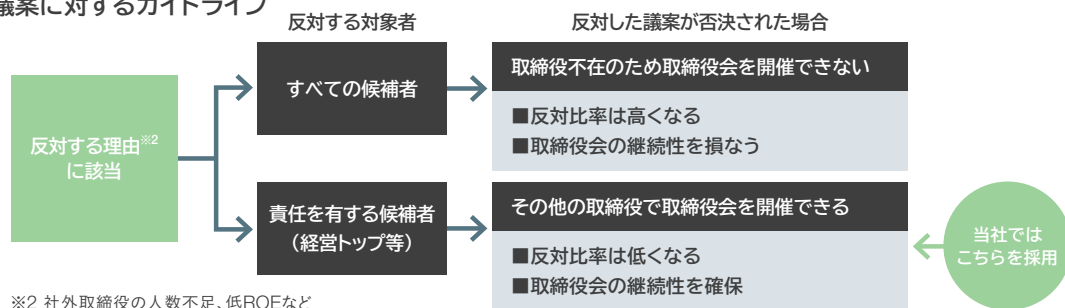 議案に対するガイドライン
反対する対象者
反対した議案が否決された場合
反対する理由※2
に該当
すべての候補者
取締役不在のため取締役会を開催できない
■反対比率は高くなる
■取締役会の継続性を損なう
責任を有する候補者
（経営トップ等）
その他の取締役で取締役会を開催できる
■反対比率は低くなる
■取締役会の継続性を確保
当社では
こちらを採用
※2 社外取締役の人数不足、低ROEなど